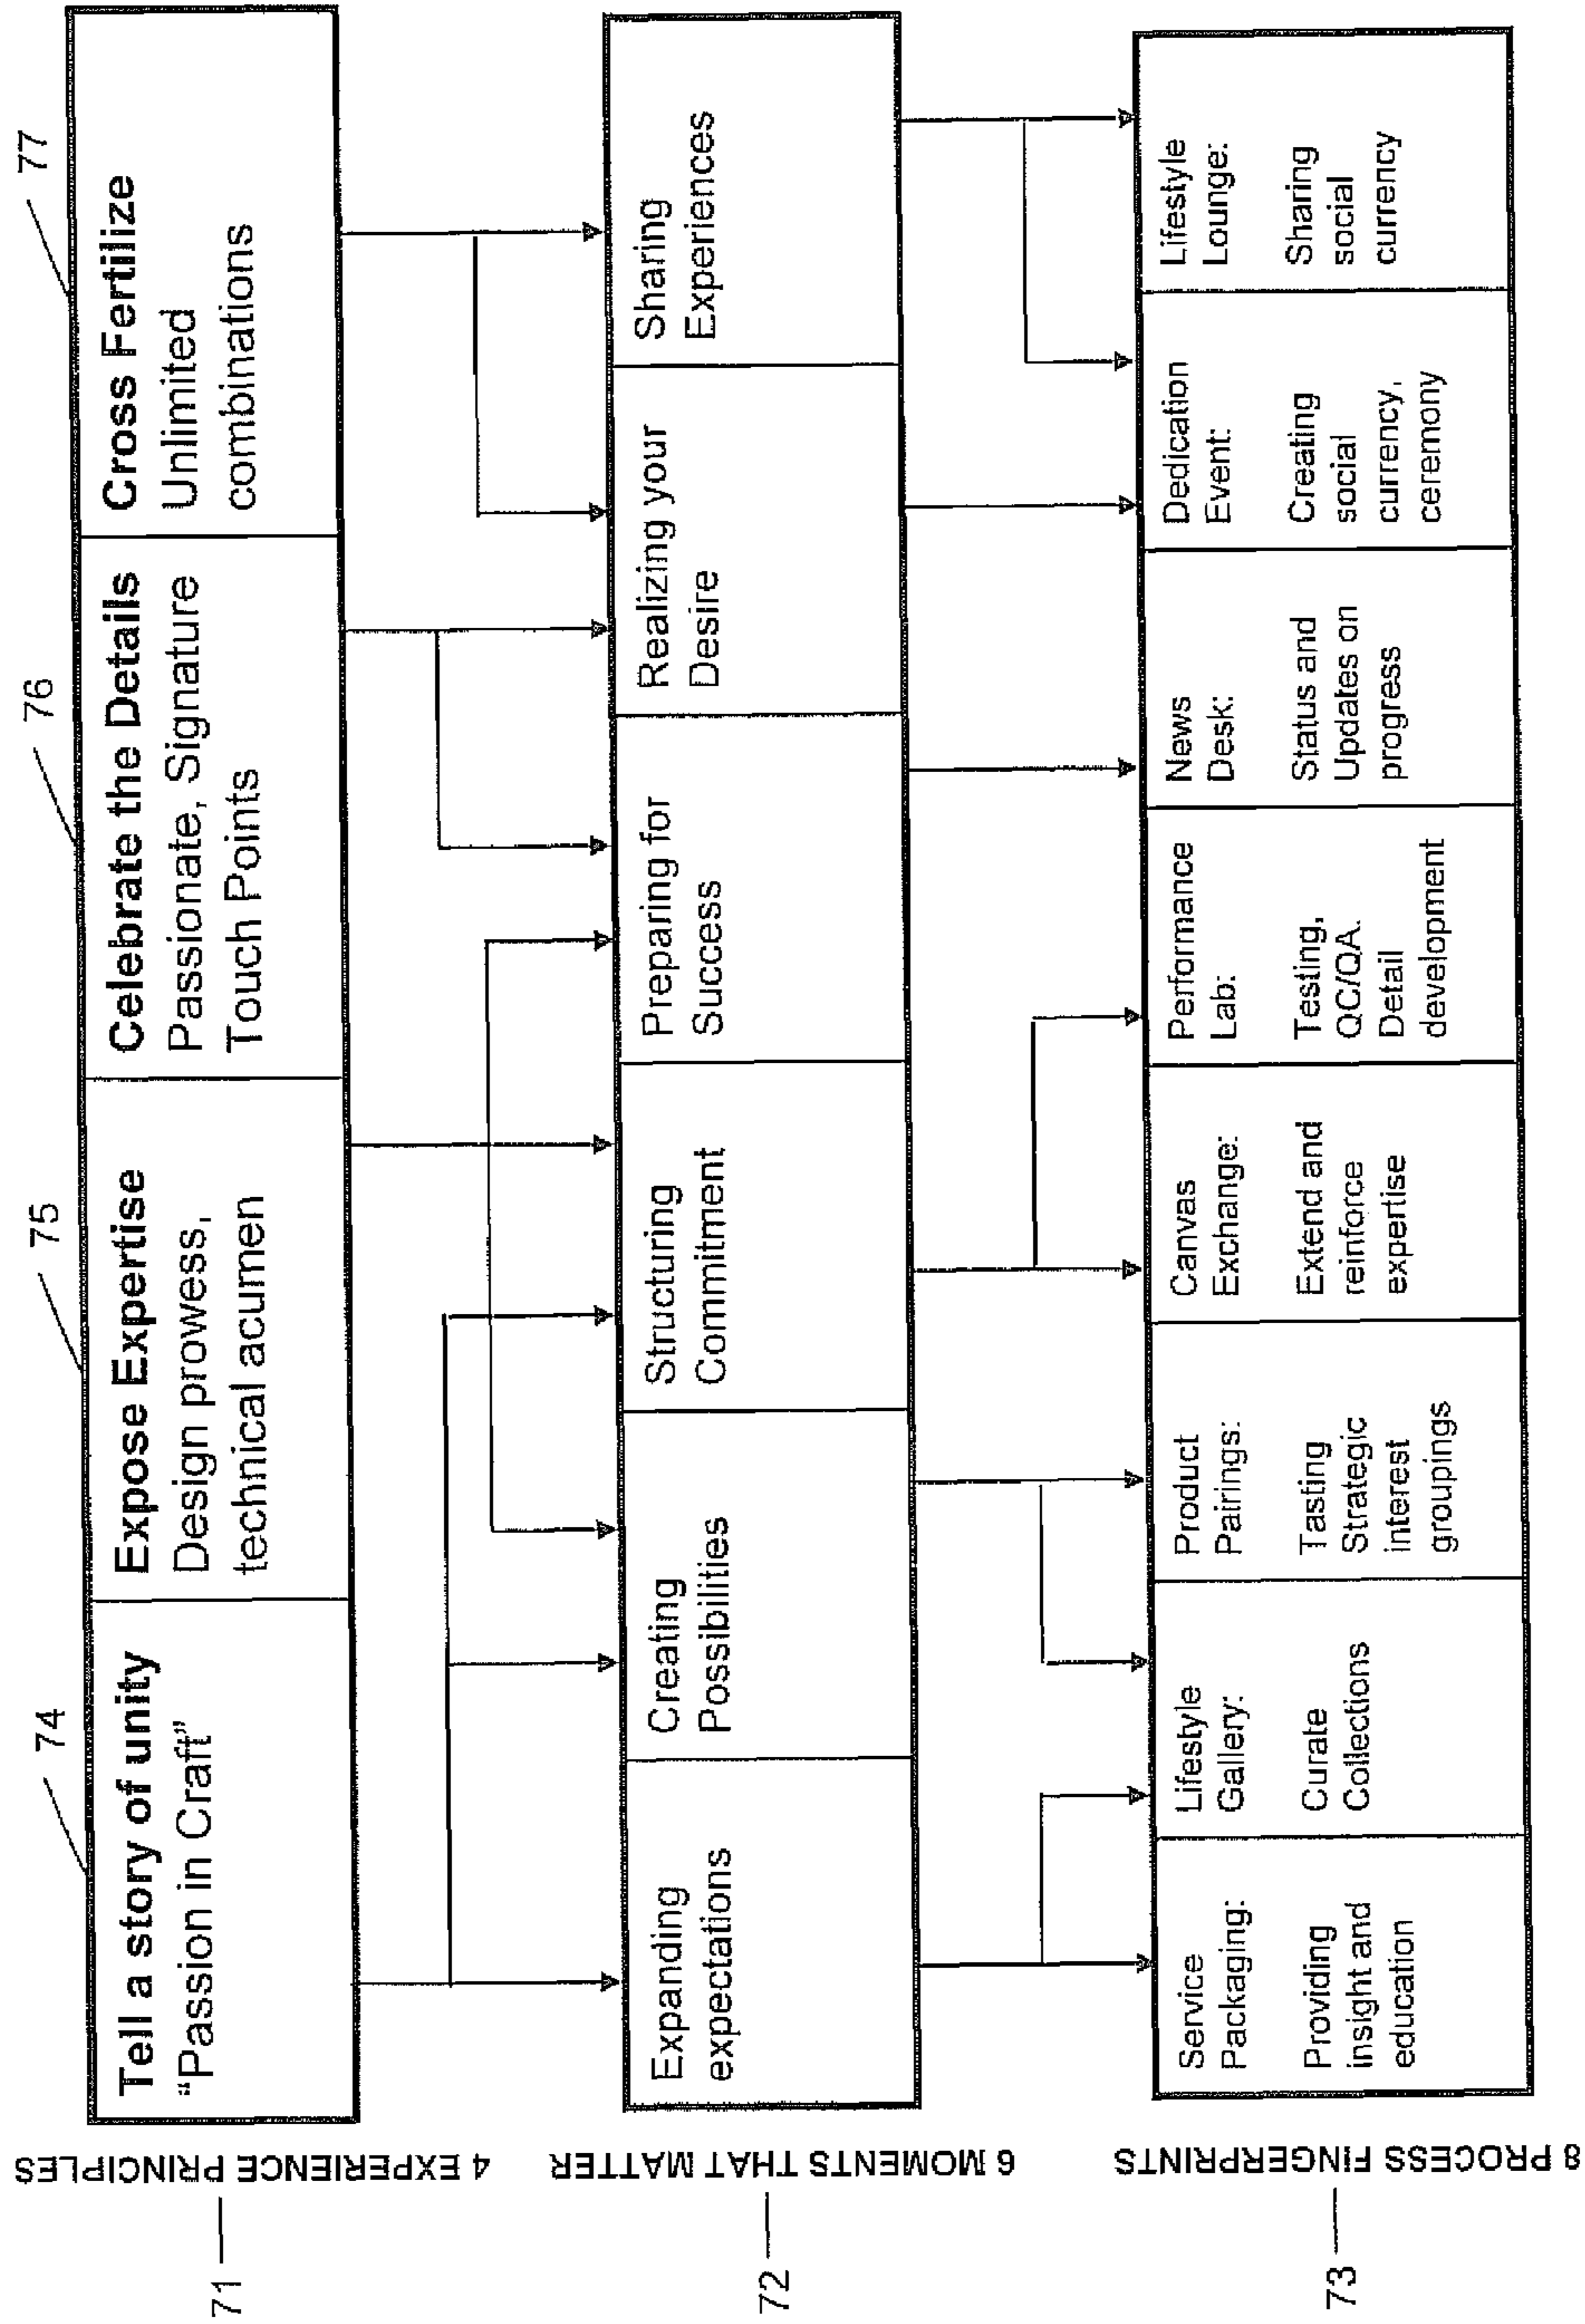 71
4 EXPERIENCE PRINCIPLES
74
Tell a story of unity
“Passion in Craft”
75
Expose Expertise
Design prowess,
technical acumen
76
Celebrate the Details
Passionate, Signature
Touch Points
77
Cross Fertilize
Unlimited
combinations
72
6 MOMENTS THAT MATTER
Expanding
expectations
Creating
Possibilities
Structuring
Commitment
Preparing for
Success
Realizing your
Desire
Sharing
Experiences
73
8 PROCESS FINGERPRINTS
Service
Packaging:
Providing
insight and
education
Lifestyle
Gallery:
Curate
Collections
Product
Pairings:
Tasting
Strategic
interest
groupings
Canvas
Exchange:
Extend and
reinforce
expertise
Performance
Lab:
Testing,
QC/QA.
Detail
development
News
Desk:
Status and
Updates on
progress
Dedication
Event:
Creating
social
currency,
ceremony
Lifestyle
Lounge:
Sharing
social
currency